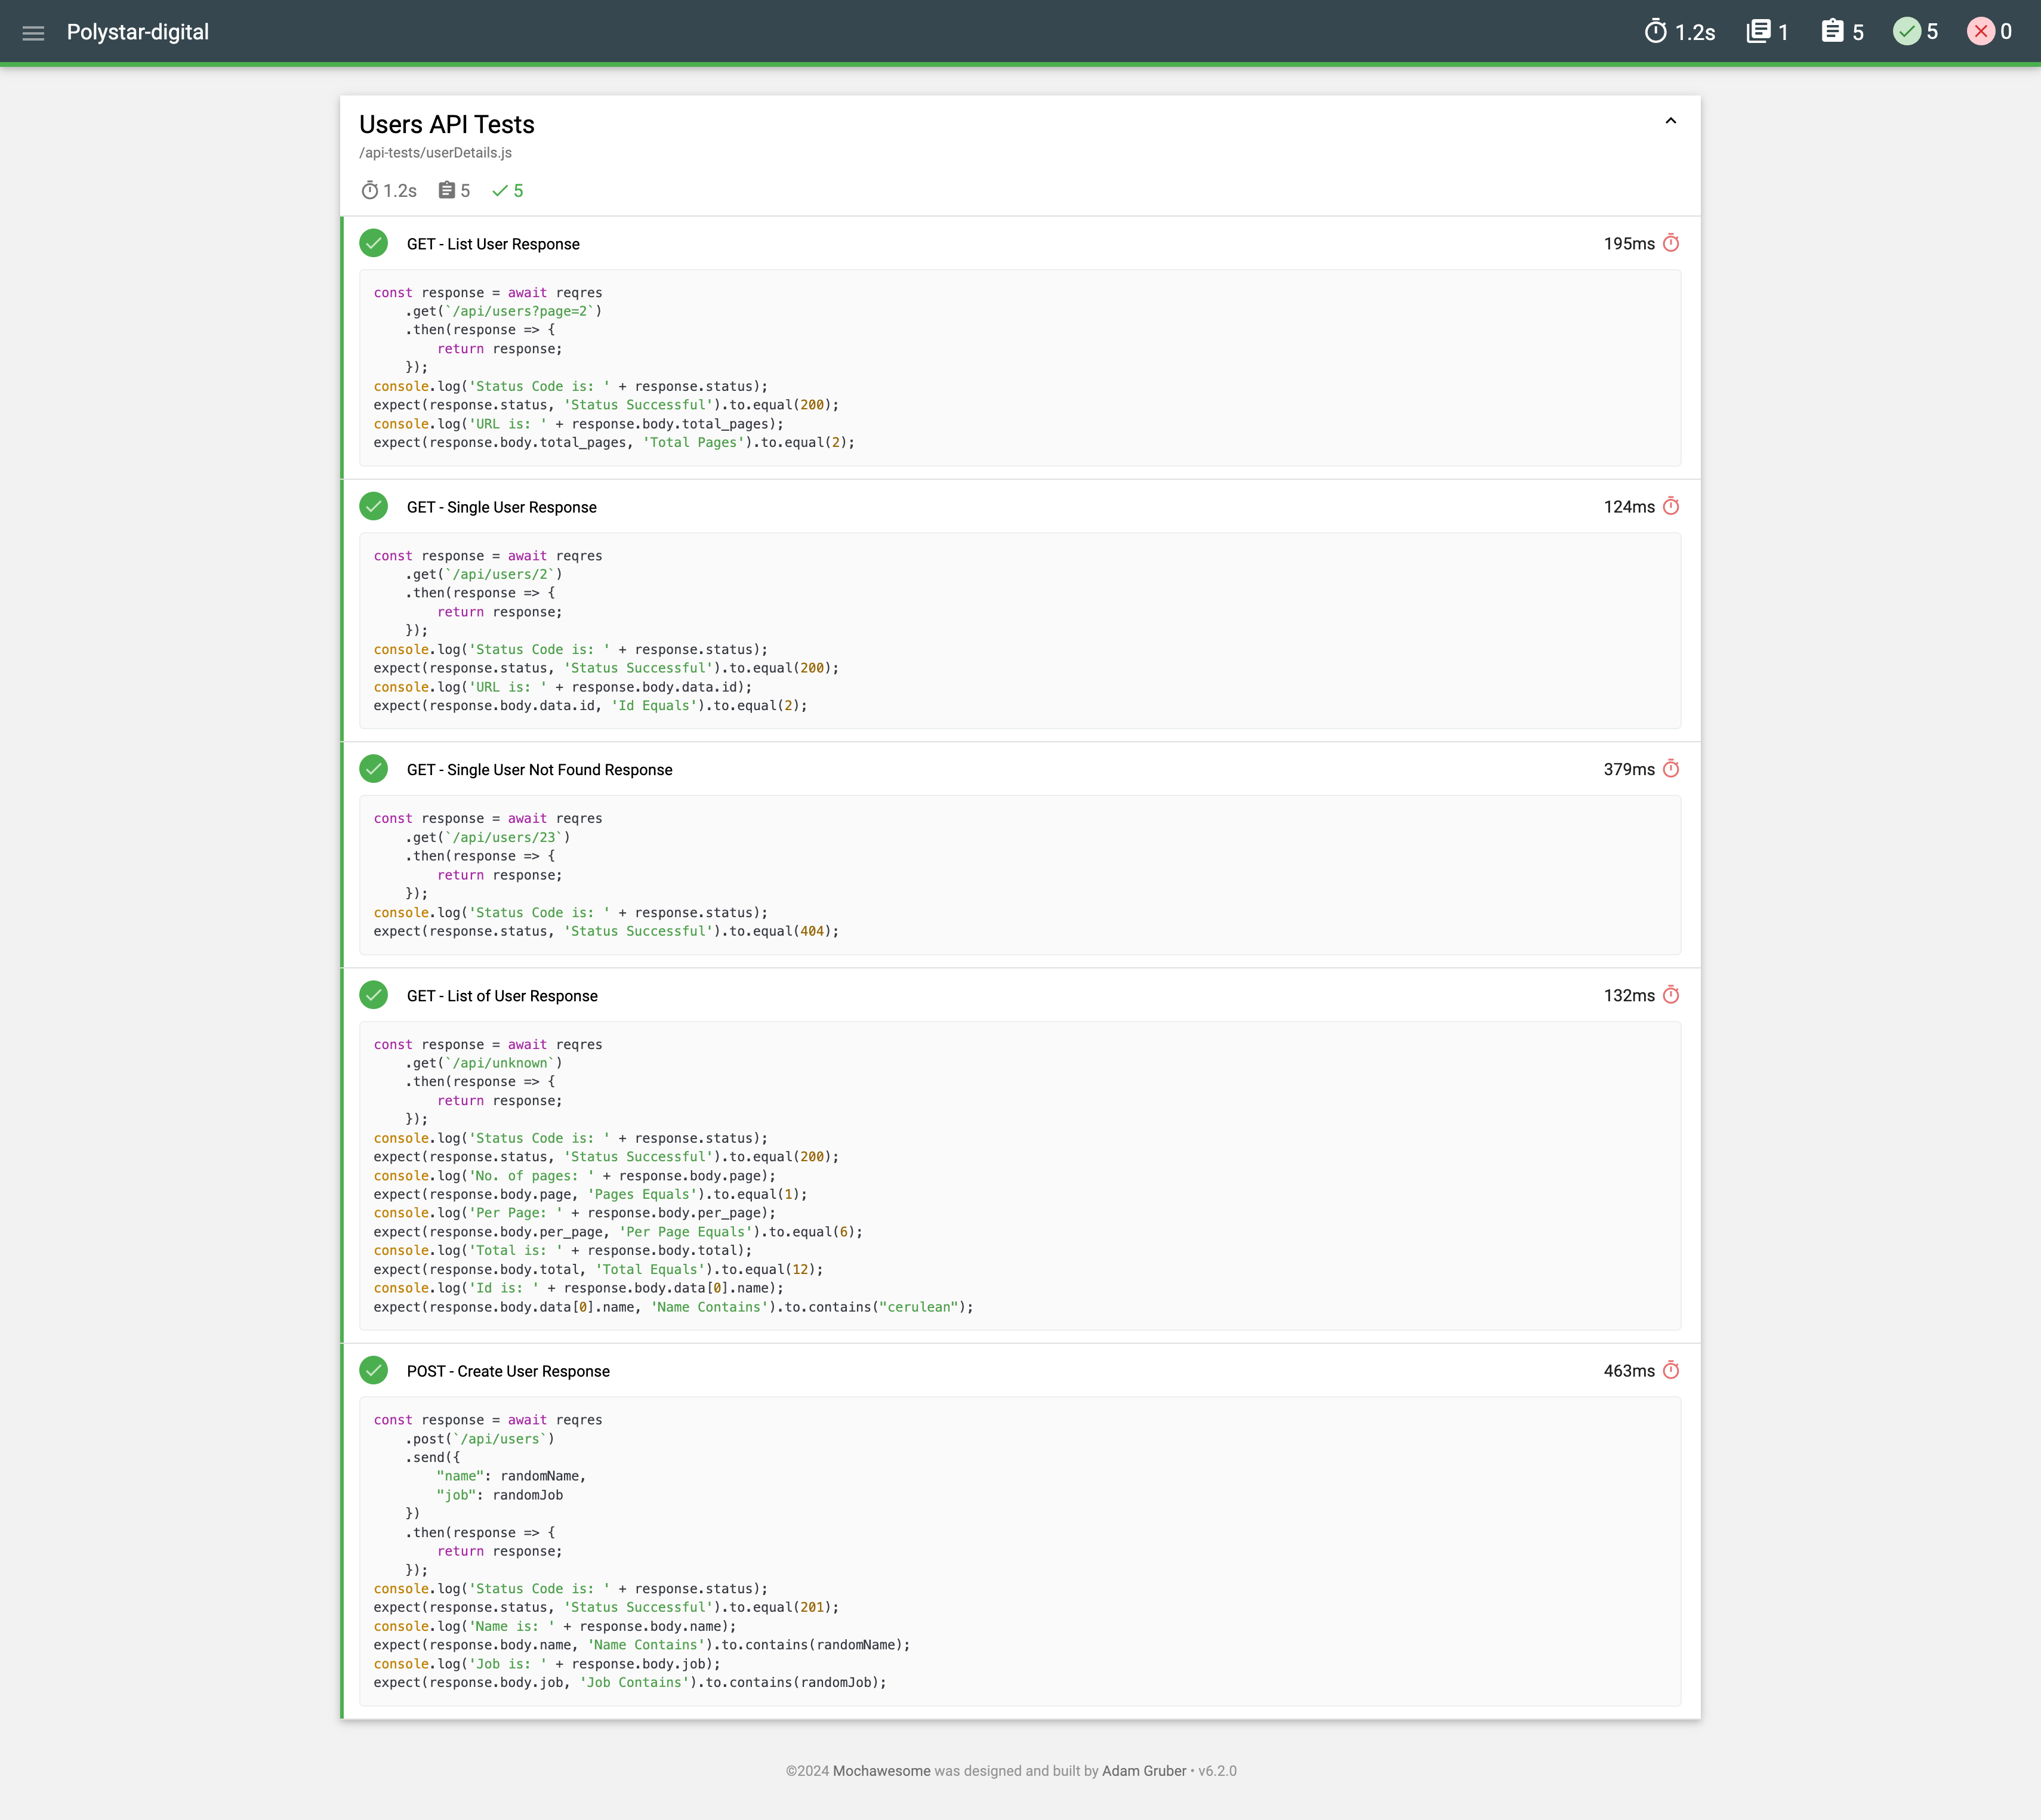 Polystar-digital
1.2s 1 5 5 0
Users API Tests
/api-tests/userDetails.js
1.2s 5 5
GET - List User Response 195ms
const response = await reqres
    .get(`/api/users?page=2`)
    .then(response => {
        return response;
    });
console.log('Status Code is: ' + response.status);
expect(response.status, 'Status Successful').to.equal(200);
console.log('URL is: ' + response.body.total_pages);
expect(response.body.total_pages, 'Total Pages').to.equal(2);
GET - Single User Response 124ms
const response = await reqres
    .get(`/api/users/2`)
    .then(response => {
        return response;
    });
console.log('Status Code is: ' + response.status);
expect(response.status, 'Status Successful').to.equal(200);
console.log('URL is: ' + response.body.data.id);
expect(response.body.data.id, 'Id Equals').to.equal(2);
GET - Single User Not Found Response 379ms
const response = await reqres
    .get(`/api/users/23`)
    .then(response => {
        return response;
    });
console.log('Status Code is: ' + response.status);
expect(response.status, 'Status Successful').to.equal(404);
GET - List of User Response 132ms
const response = await reqres
    .get(`/api/unknown`)
    .then(response => {
        return response;
    });
console.log('Status Code is: ' + response.status);
expect(response.status, 'Status Successful').to.equal(200);
console.log('No. of pages: ' + response.body.page);
expect(response.body.page, 'Pages Equals').to.equal(1);
console.log('Per Page: ' + response.body.per_page);
expect(response.body.per_page, 'Per Page Equals').to.equal(6);
console.log('Total is: ' + response.body.total);
expect(response.body.total, 'Total Equals').to.equal(12);
console.log('Id is: ' + response.body.data[0].name);
expect(response.body.data[0].name, 'Name Contains').to.contains("cerulean");
POST - Create User Response 463ms
const response = await reqres
    .post(`/api/users`)
    .send({
        "name": randomName,
        "job": randomJob
    })
    .then(response => {
        return response;
    });
console.log('Status Code is: ' + response.status);
expect(response.status, 'Status Successful').to.equal(201);
console.log('Name is: ' + response.body.name);
expect(response.body.name, 'Name Contains').to.contains(randomName);
console.log('Job is: ' + response.body.job);
expect(response.body.job, 'Job Contains').to.contains(randomJob);
©2024 Mochawesome was designed and built by Adam Gruber • v6.2.0